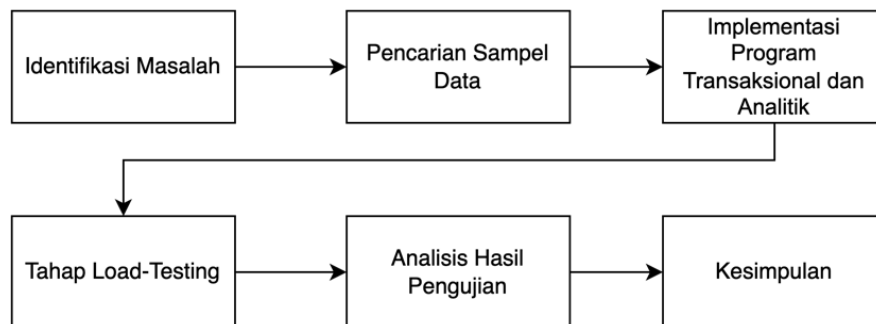 Identifikasi Masalah
Pencarian Sampel
Data
Implementasi
Program
Transaksional dan
Analitik
Tahap Load-Testing
Analisis Hasil
Pengujian
Kesimpulan